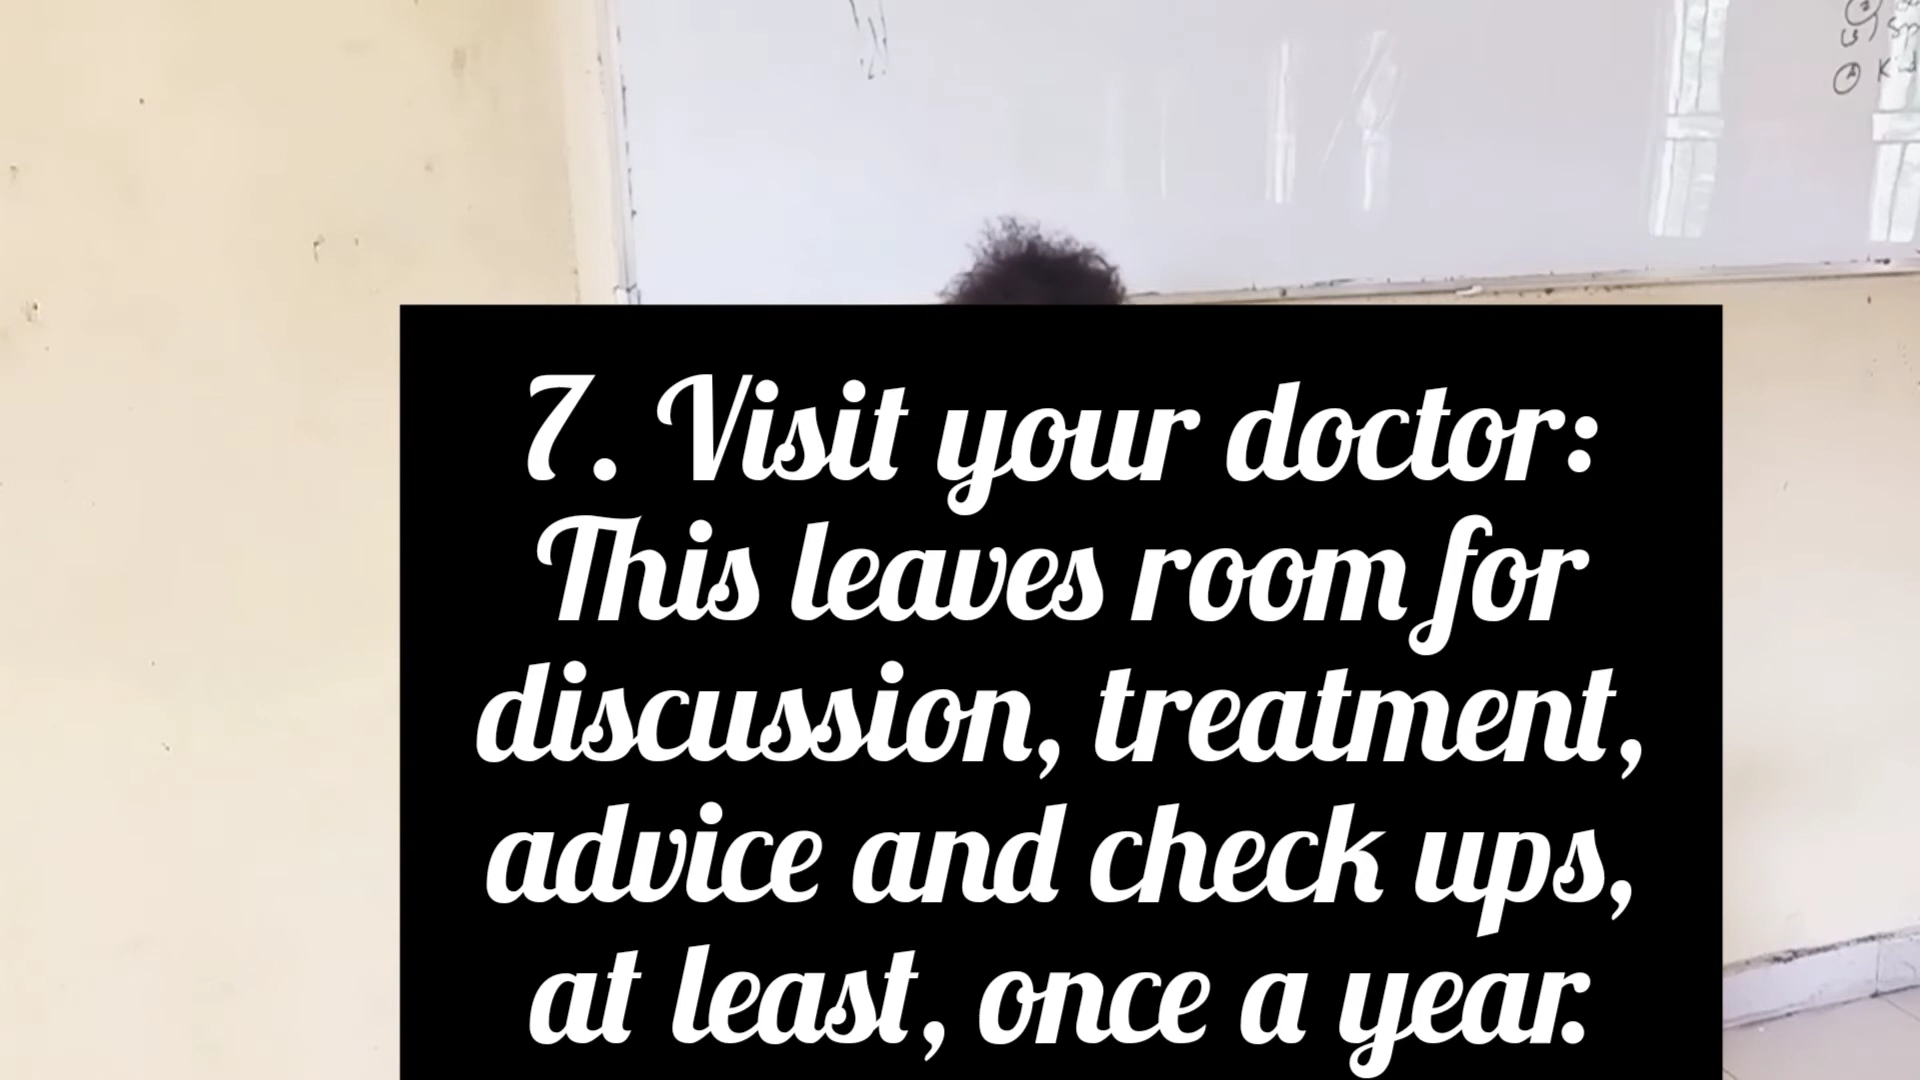 7. Visit your doctor:
This leaves room for
discussion, treatment,
advice and check ups,
at least, once a year.